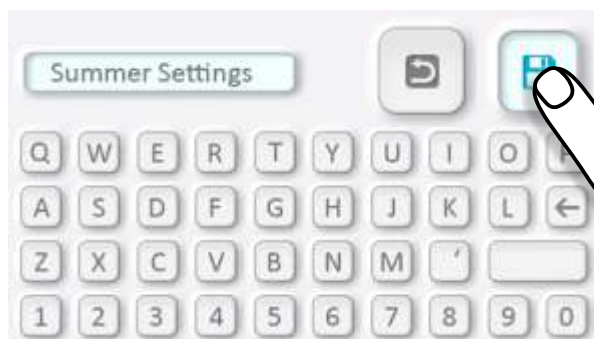 Summer Settings
Q W E R T Y U I O P
A S D F G H J K L ←
Z X C V B N M '
1 2 3 4 5 6 7 8 9 0